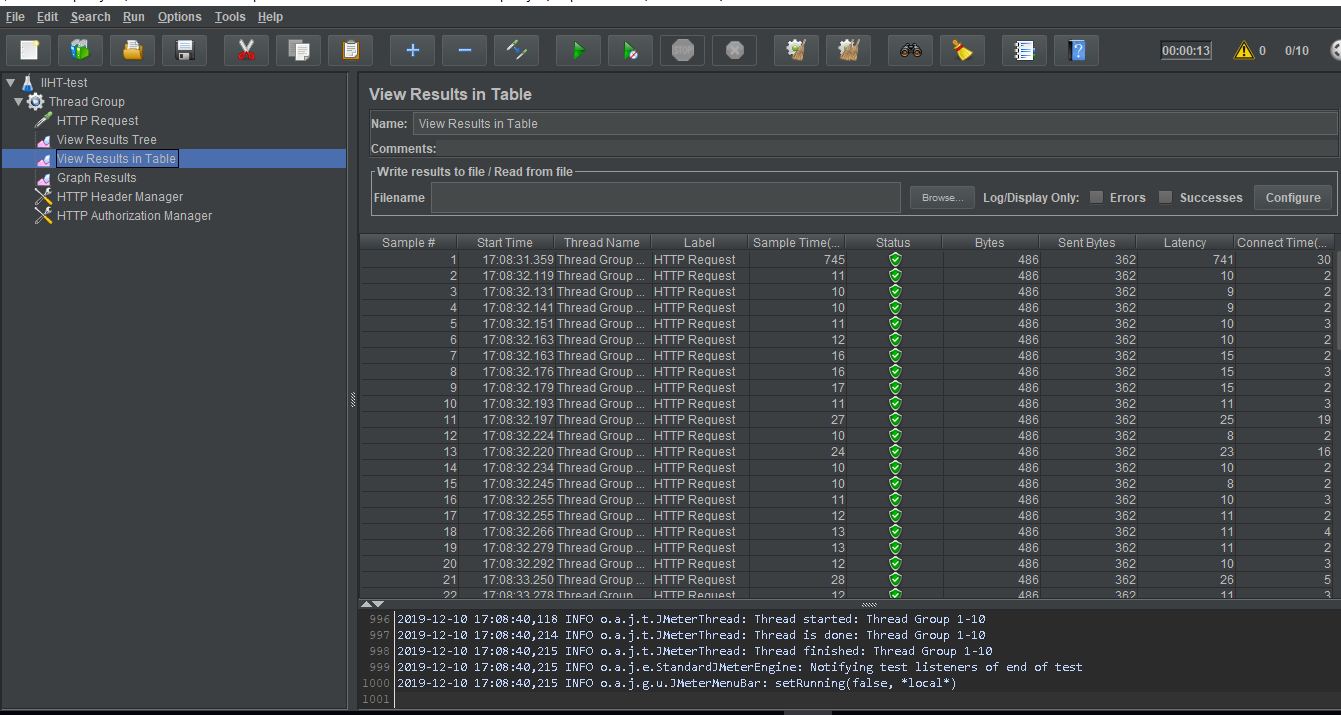 File Edit Search Run Options Tools Help
STOP 00:00:13 0 0/10
IIHT-test
Thread Group
HTTP Request
View Results Tree
View Results in Table
Graph Results
HTTP Header Manager
HTTP Authorization Manager
View Results in Table
Name: View Results in Table
Comments:
Write results to file / Read from file
Filename Browse... Log/Display Only: Errors Successes Configure
Sample # Start Time Thread Name Label Sample Time(... Status Bytes Sent Bytes Latency Connect Time(...
1 17:08:31.359 Thread Group ... HTTP Request 745 486 362 741 30
2 17:08:32.119 Thread Group ... HTTP Request 11 486 362 10 2
3 17:08:32.131 Thread Group ... HTTP Request 10 486 362 9 2
4 17:08:32.141 Thread Group ... HTTP Request 10 486 362 9 2
5 17:08:32.151 Thread Group ... HTTP Request 11 486 362 10 3
6 17:08:32.163 Thread Group ... HTTP Request 12 486 362 10 2
7 17:08:32.163 Thread Group ... HTTP Request 16 486 362 15 2
8 17:08:32.176 Thread Group ... HTTP Request 16 486 362 15 3
9 17:08:32.179 Thread Group ... HTTP Request 17 486 362 15 2
10 17:08:32.193 Thread Group ... HTTP Request 11 486 362 11 3
11 17:08:32.197 Thread Group ... HTTP Request 27 486 362 25 19
12 17:08:32.224 Thread Group ... HTTP Request 10 486 362 8 2
13 17:08:32.220 Thread Group ... HTTP Request 24 486 362 23 16
14 17:08:32.234 Thread Group ... HTTP Request 10 486 362 10 2
15 17:08:32.245 Thread Group ... HTTP Request 10 486 362 8 2
16 17:08:32.255 Thread Group ... HTTP Request 11 486 362 10 3
17 17:08:32.255 Thread Group ... HTTP Request 12 486 362 11 2
18 17:08:32.266 Thread Group ... HTTP Request 13 486 362 11 4
19 17:08:32.279 Thread Group ... HTTP Request 13 486 362 11 2
20 17:08:32.292 Thread Group ... HTTP Request 12 486 362 10 3
21 17:08:33.250 Thread Group ... HTTP Request 28 486 362 26 5
22 17:08:33.278 Thread Group ... HTTP Request 12 486 362 11 3
996 2019-12-10 17:08:40,118 INFO o.a.j.t.JMeterThread: Thread started: Thread Group 1-10
997 2019-12-10 17:08:40,214 INFO o.a.j.t.JMeterThread: Thread is done: Thread Group 1-10
998 2019-12-10 17:08:40,215 INFO o.a.j.t.JMeterThread: Thread finished: Thread Group 1-10
999 2019-12-10 17:08:40,215 INFO o.a.j.e.StandardJMeterEngine: Notifying test listeners of end of test
1000 2019-12-10 17:08:40,215 INFO o.a.j.g.u.JMeterMenuBar: setRunning(false, *local*)
1001